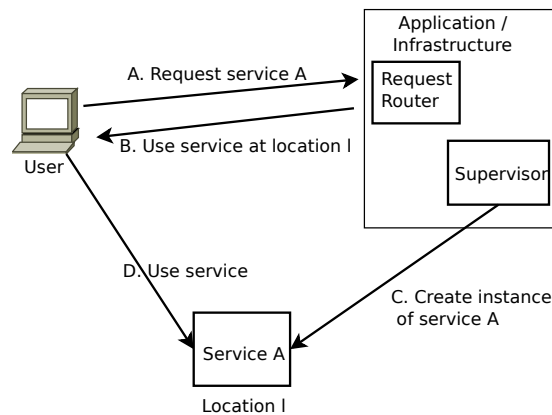 Application /
Infrastructure
A. Request service A
Request
Router
B. Use service at location l
User
Supervisor
D. Use service
C. Create instance
of service A
Service A
Location l